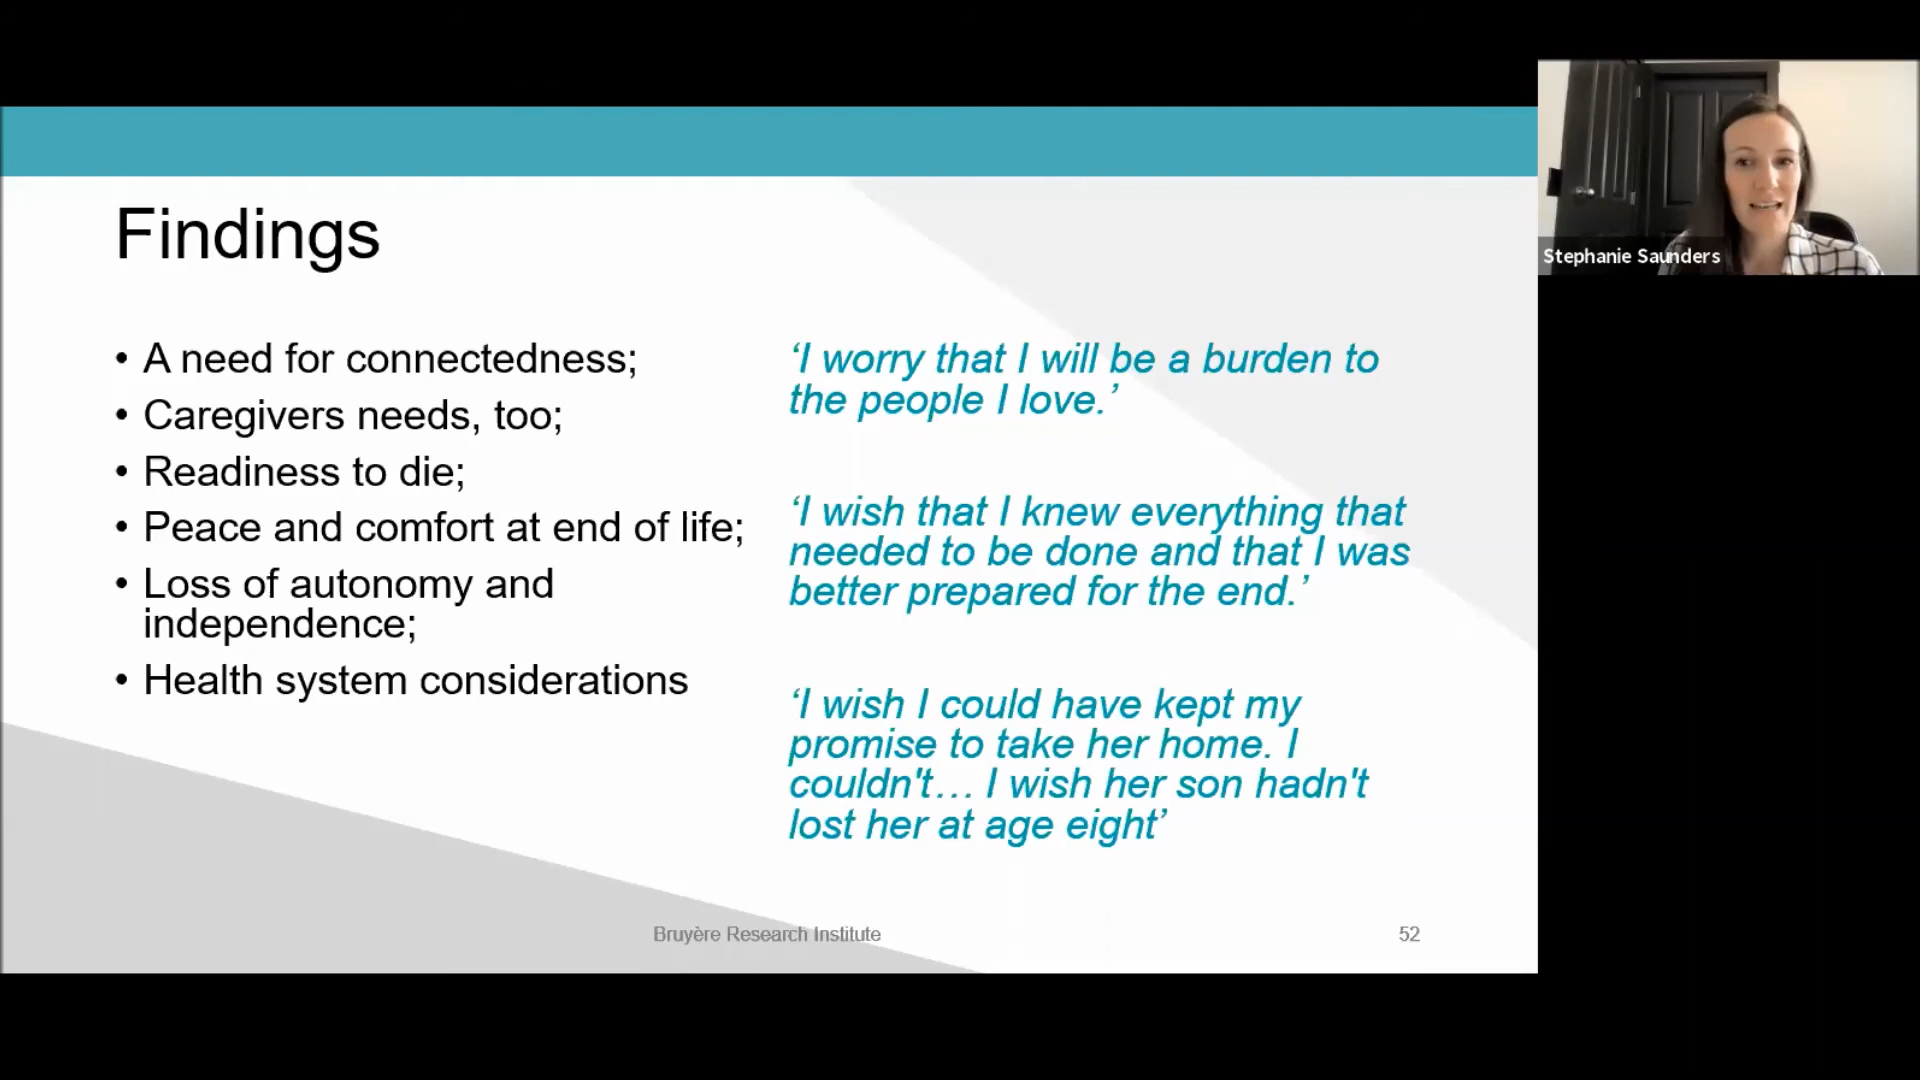 Findings
• A need for connectedness;
• Caregivers needs, too;
• Readiness to die;
• Peace and comfort at end of life;
• Loss of autonomy and
independence;
• Health system considerations
‘I worry that I will be a burden to
the people I love.’
‘I wish that I knew everything that
needed to be done and that I was
better prepared for the end.’
‘I wish I could have kept my
promise to take her home. I
couldn't… I wish her son hadn't
lost her at age eight’
Bruyère Research Institute
52
Stephanie Saunders